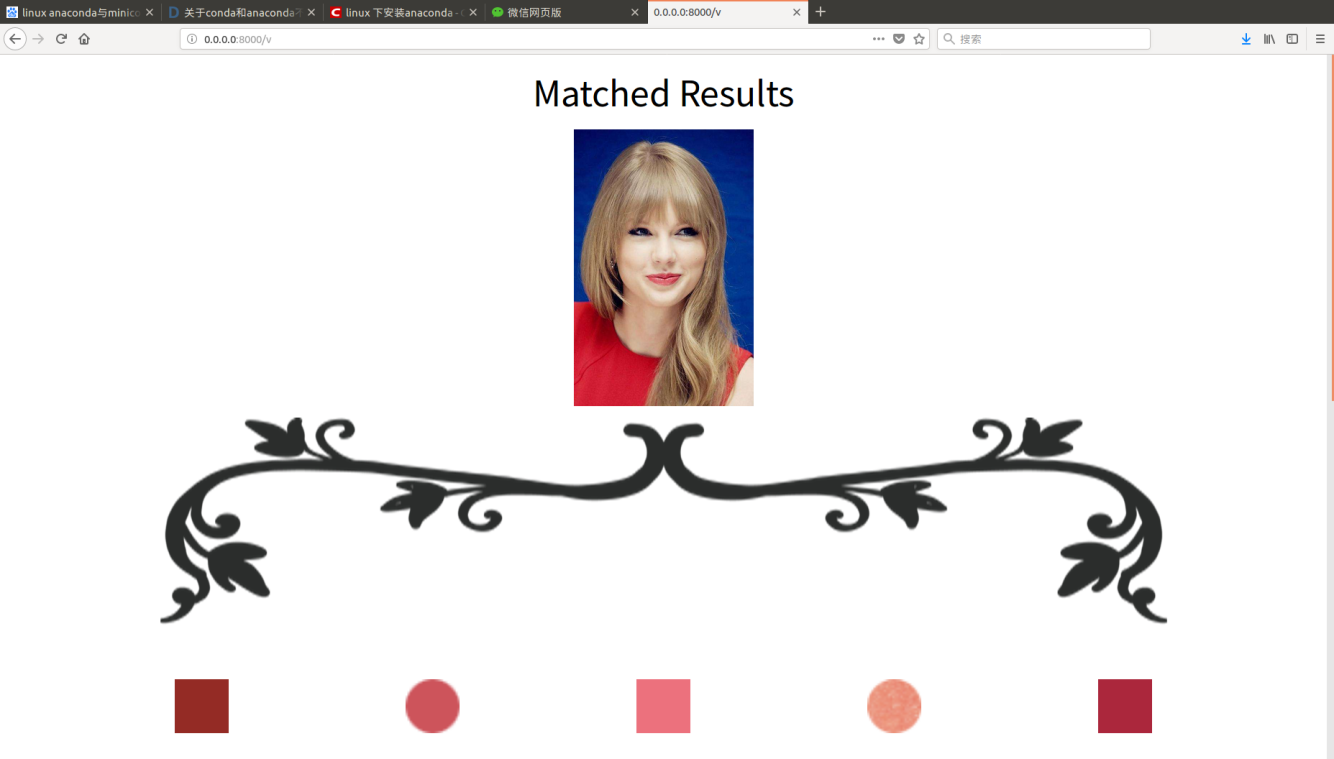 linux anaconda与minico
关于conda和anaconda不
linux 下安装anaconda - C
微信网页版
0.0.0.0:8000/v
0.0.0.0:8000/v
搜索
Matched Results